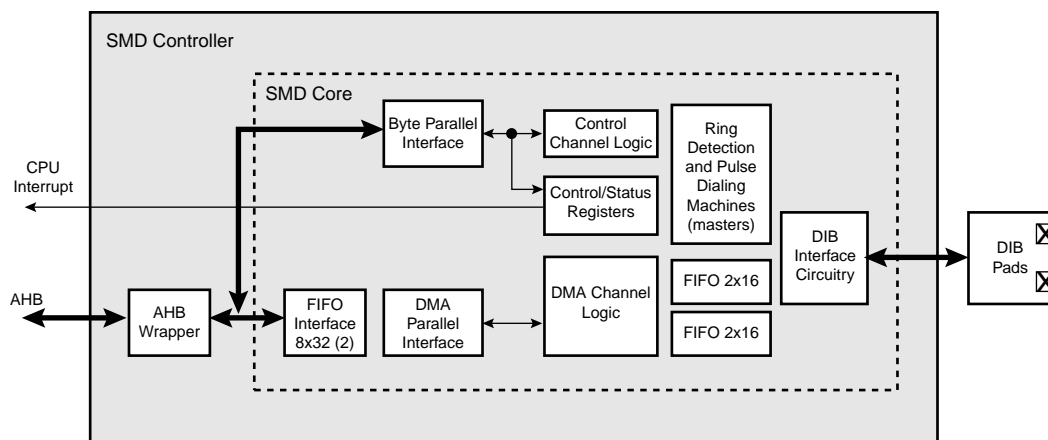 SMD Controller
SMD Core
Byte Parallel
Interface
Control
Channel Logic
Ring
Detection
and Pulse
Dialing
Machines
(masters)
CPU
Interrupt
Control/Status
Registers
DIB
Interface
Circuitry
DIB
Pads
AHB
AHB
Wrapper
FIFO
Interface
8x32 (2)
DMA
Parallel
Interface
DMA Channel
Logic
FIFO 2x16
FIFO 2x16